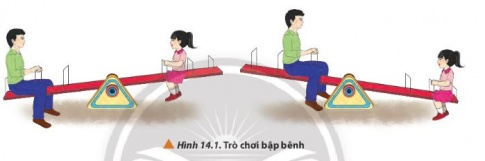 ▲ Hình 14.1. Trò chơi bập bênh